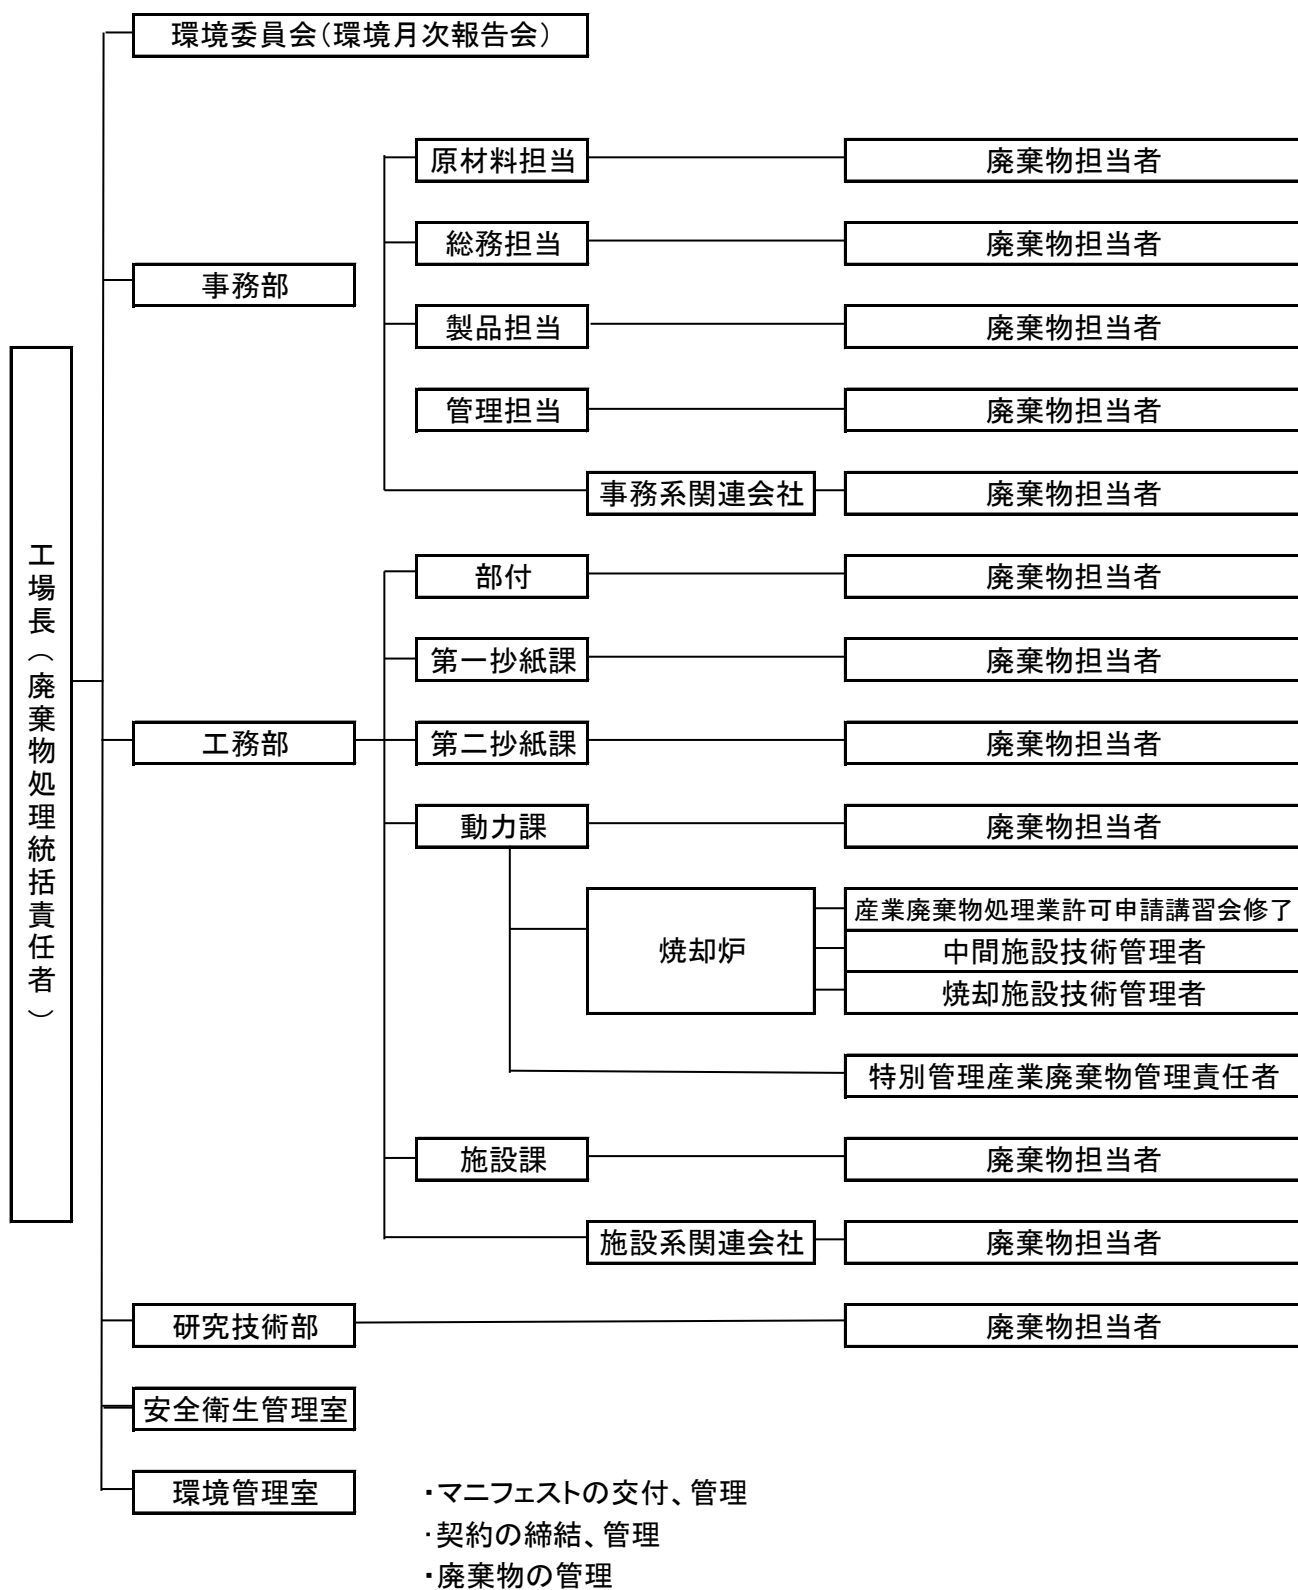 環境委員会（環境月次報告会）
原材料担当
廃棄物担当者
総務担当
廃棄物担当者
事務部
製品担当
廃棄物担当者
管理担当
廃棄物担当者
事務系関連会社
廃棄物担当者
工場長（廃棄物処理統括責任者）
部付
廃棄物担当者
第一抄紙課
廃棄物担当者
工務部
第二抄紙課
廃棄物担当者
動力課
廃棄物担当者
焼却炉
産業廃棄物処理業許可申請講習会修了
中間施設技術管理者
焼却施設技術管理者
特別管理産業廃棄物管理責任者
施設課
廃棄物担当者
施設系関連会社
廃棄物担当者
研究技術部
廃棄物担当者
安全衛生管理室
環境管理室
・マニフェストの交付、管理
・契約の締結、管理
・廃棄物の管理